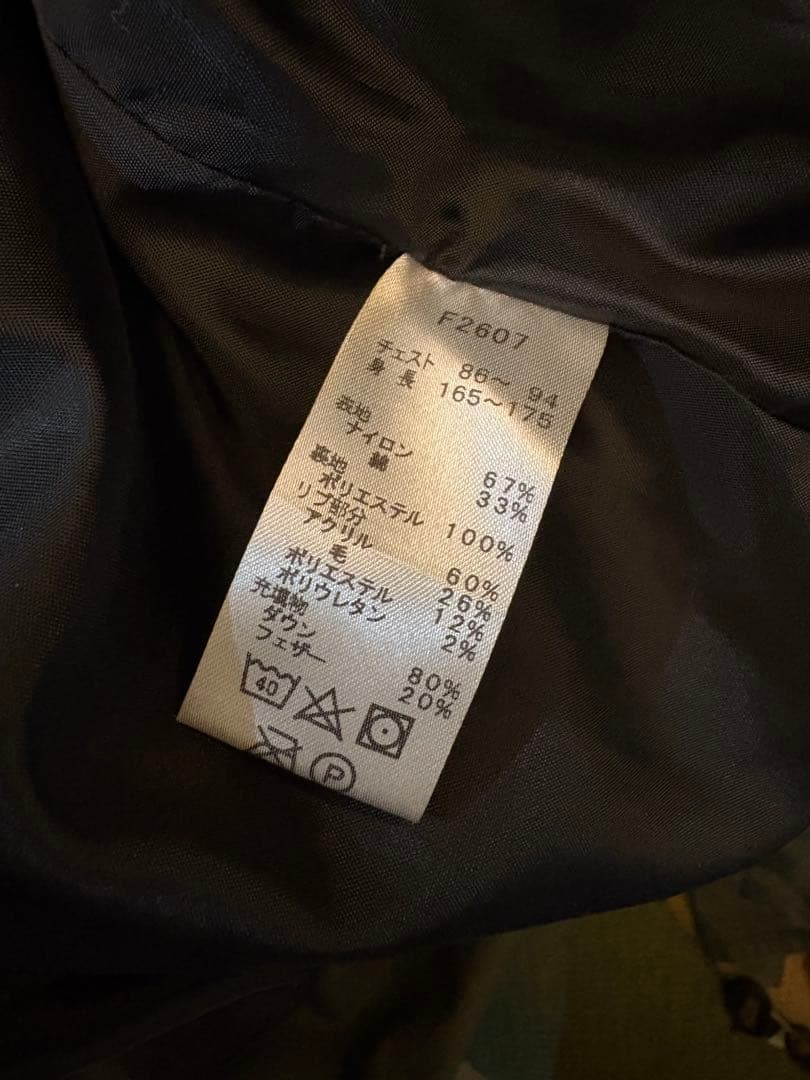 F2607
チェスト 86～ 94
身 長 165～175
表地
ナイロン 67%
綿 33%
裏地
ポリエステル 100%
リブ部分
アクリル 60%
毛 26%
ポリエステル 12%
ポリウレタン 2%
充填物
ダウン 80%
フェザー 20%
40
P